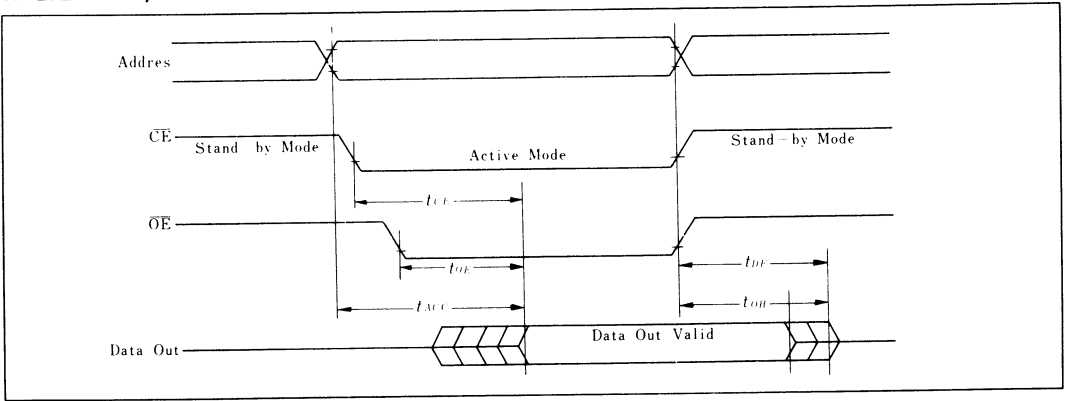 Addres
CE
Stand by Mode
Active Mode
Stand-by Mode
tCE
OE
tOE
tDF
tACC
tOH
Data Out
Data Out Valid